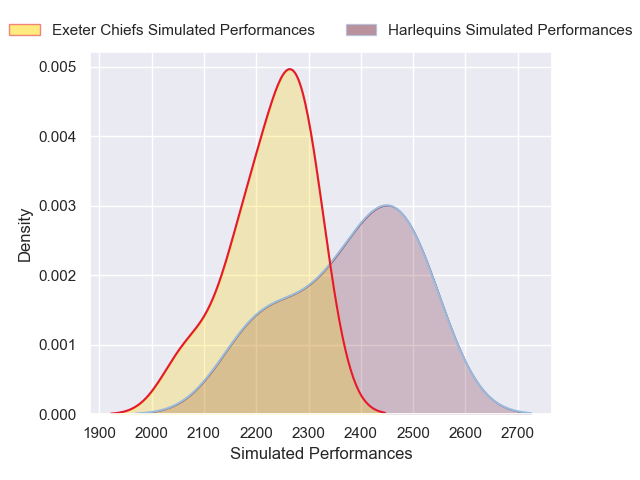 Exeter Chiefs Simulated Performances Harlequins Simulated Performances
0.005
0.004
0.003
0.002
0.001
0.000
Density
1900 2000 2100 2200 2300 2400 2500 2600 2700
Simulated Performances